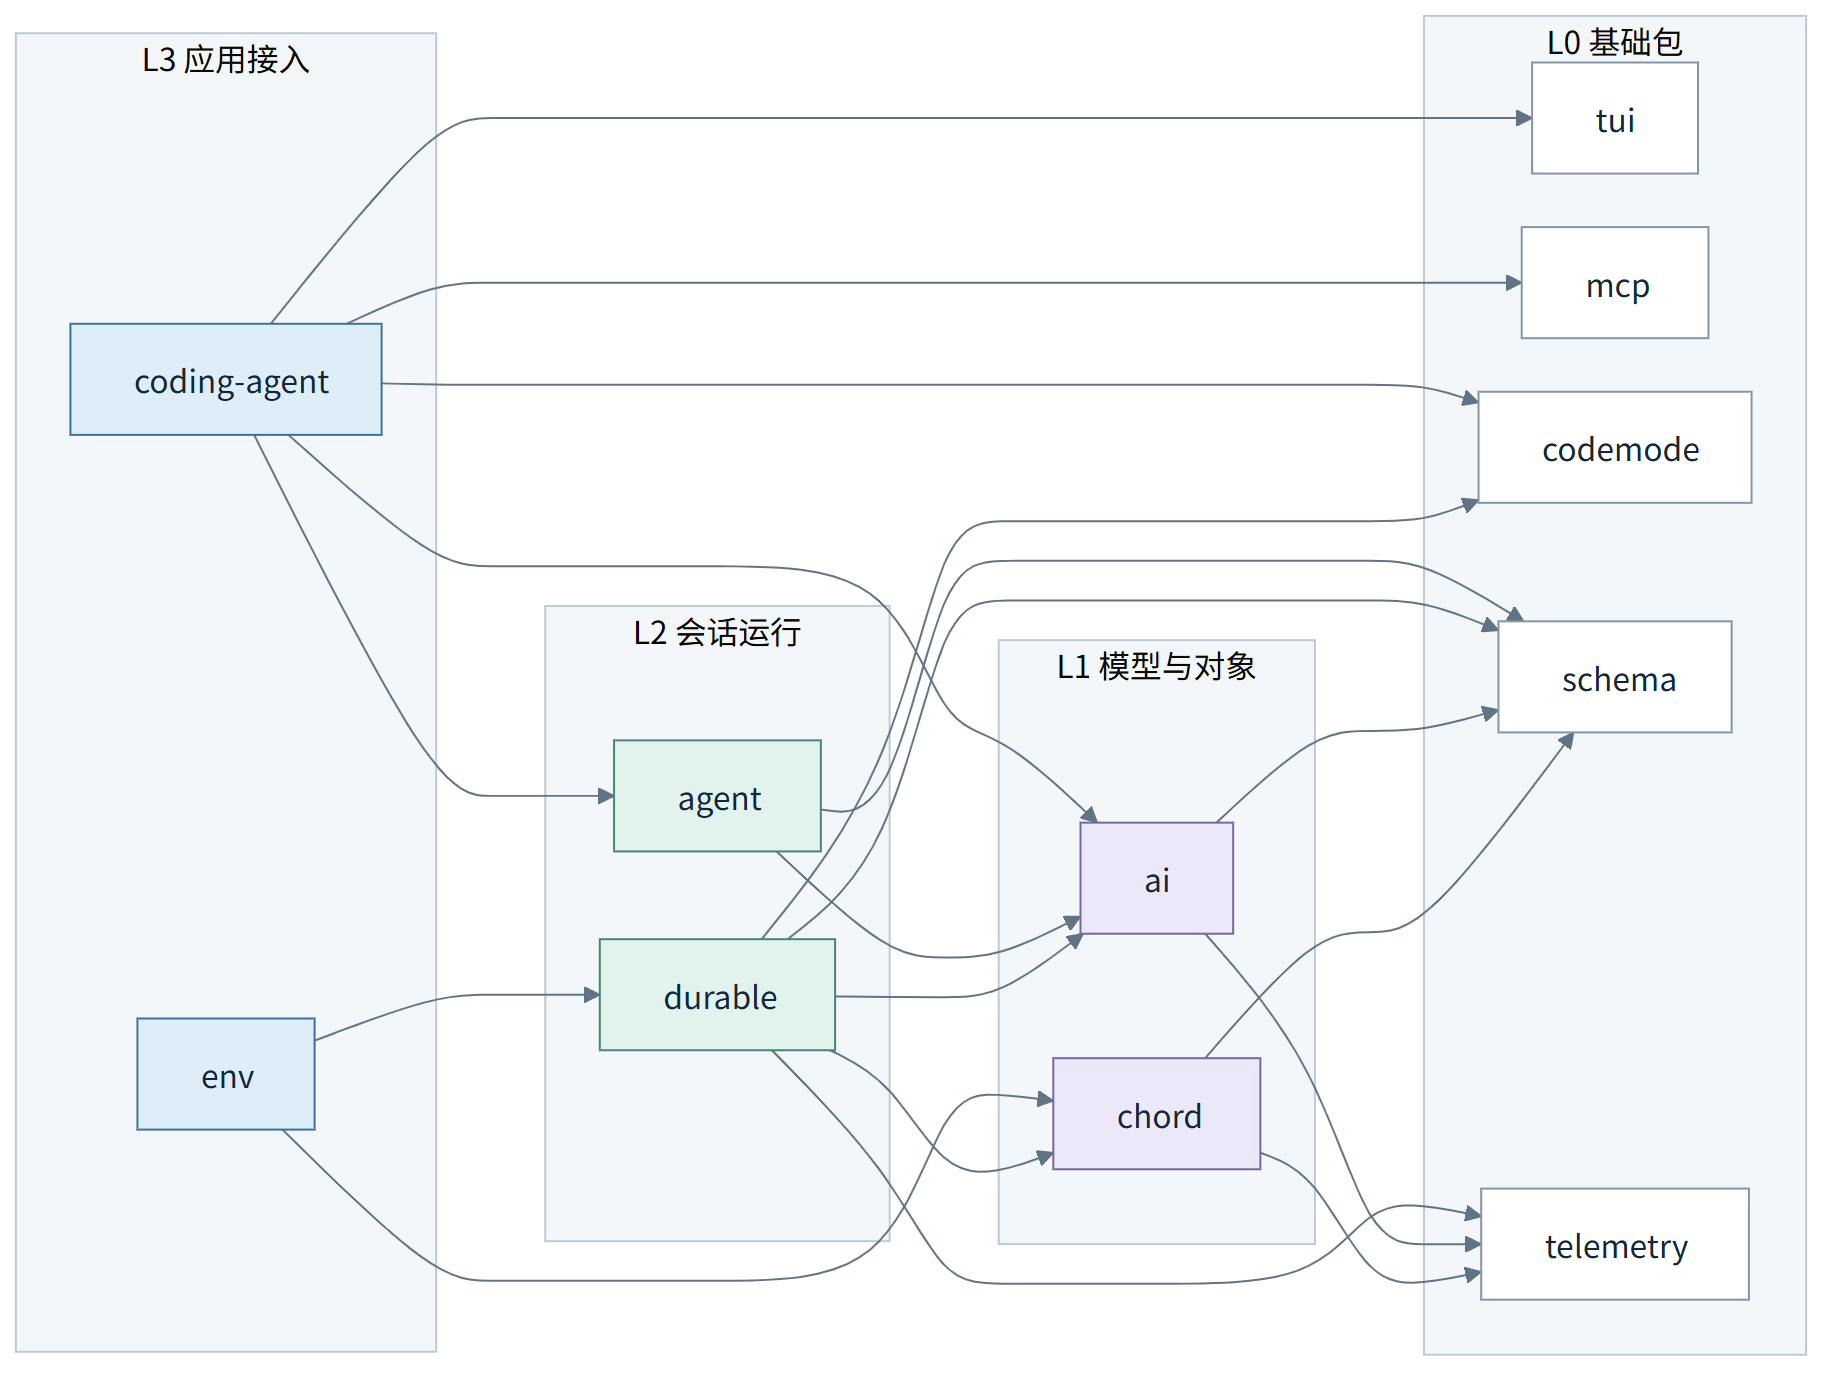 L3 应用接入
coding-agent
env
L2 会话运行
agent
durable
L1 模型与对象
ai
chord
L0 基础包
tui
mcp
codemode
schema
telemetry